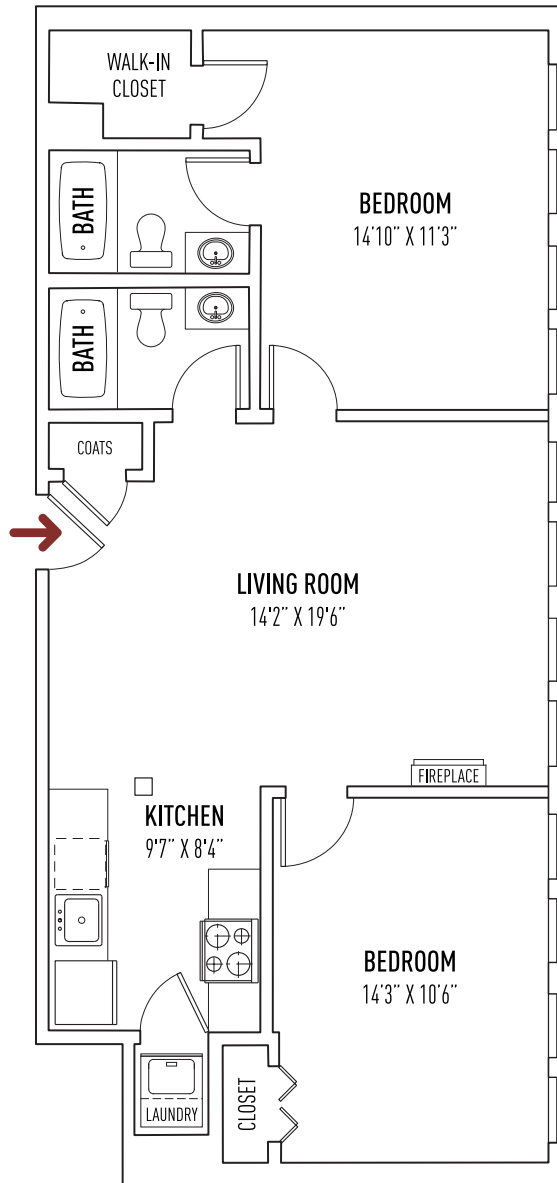 WALK-IN
CLOSET
BEDROOM
14'10" X 11'3"
BATH
BATH
COATS
LIVING ROOM
14'2" X 19'6"
FIREPLACE
KITCHEN
9'7" X 8'4"
BEDROOM
14'3" X 10'6"
CLOSET
LAUNDRY